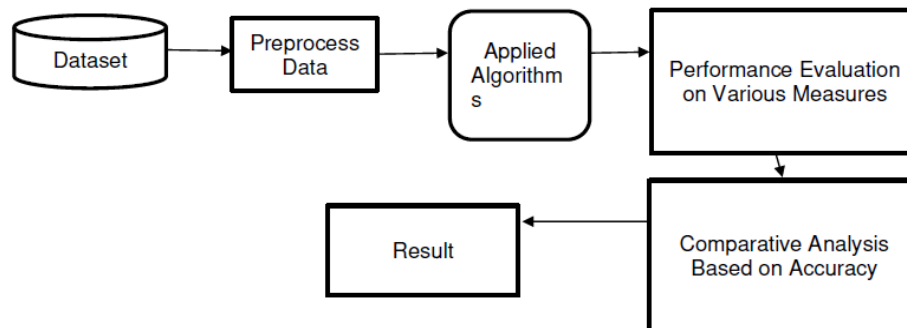 Dataset
Preprocess
Data
Applied
Algorithm
s
Performance Evaluation
on Various Measures
Comparative Analysis
Based on Accuracy
Result